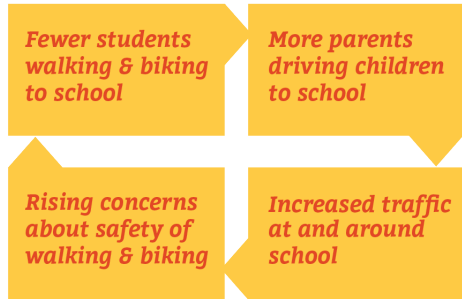 Fewer students
walking & biking
to school
More parents
driving children
to school
Increased traffic
at and around
school
Rising concerns
about safety of
walking & biking